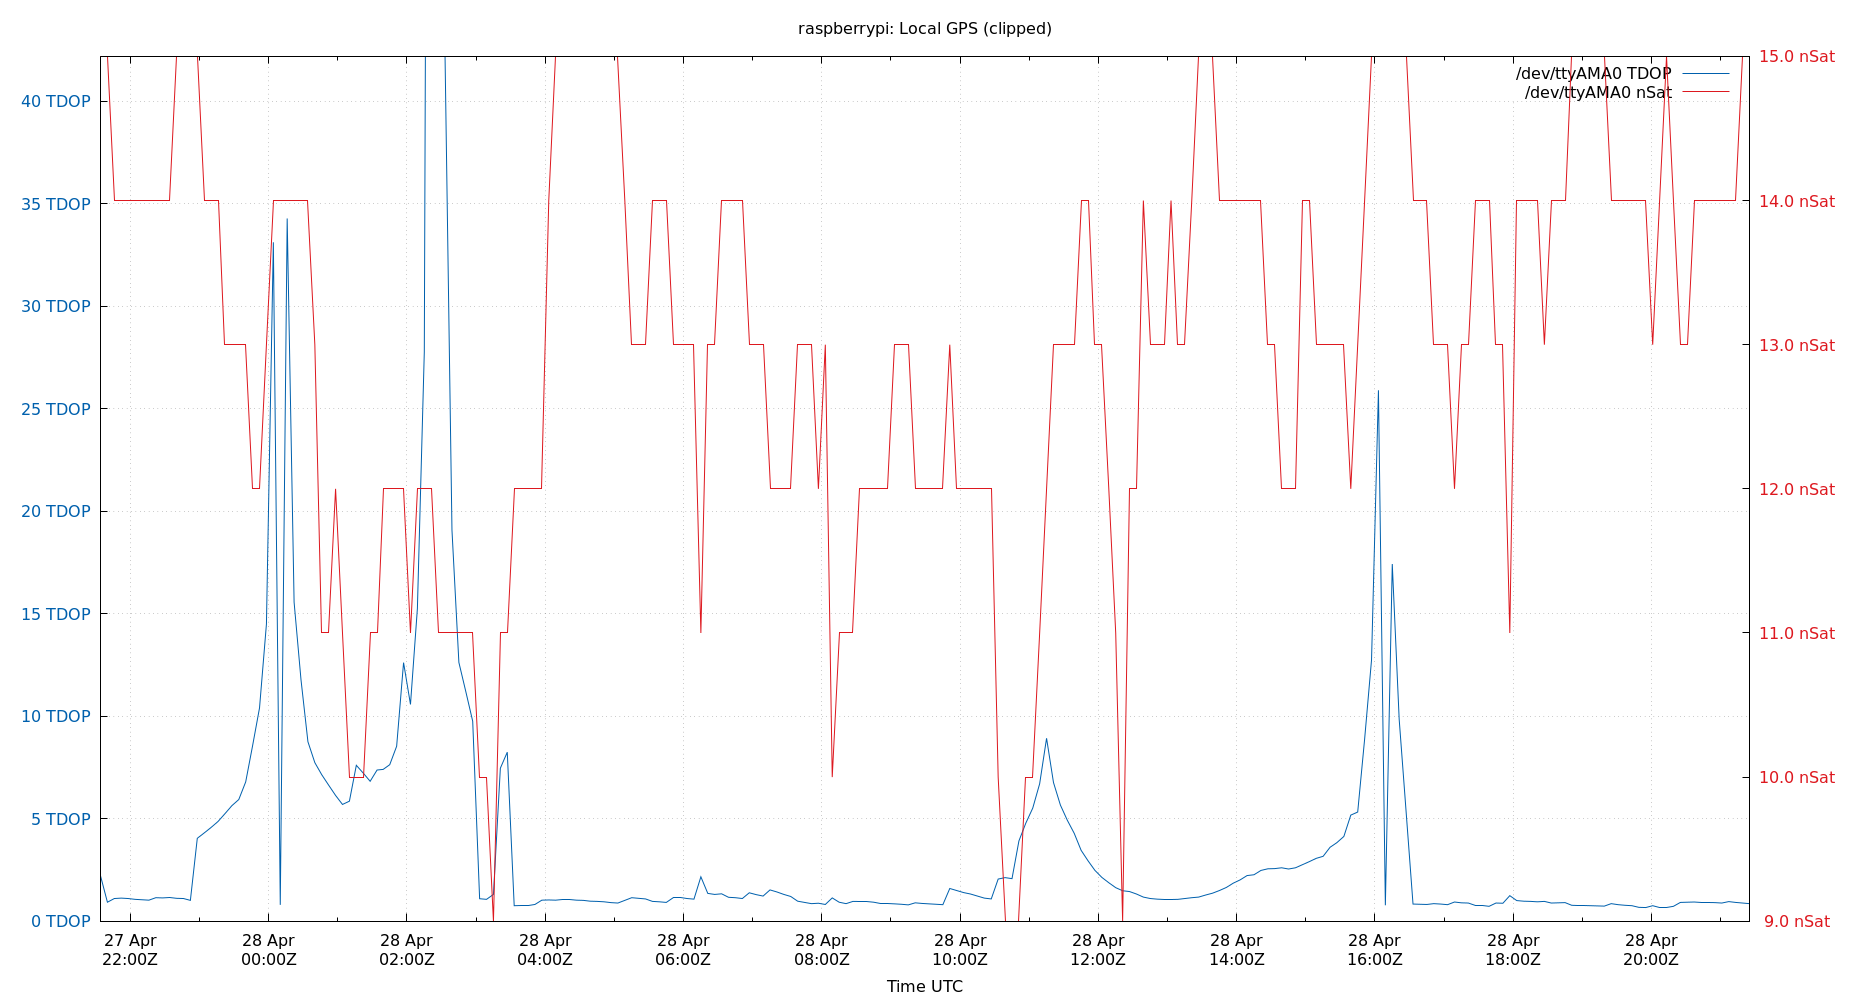 raspberrypi: Local GPS (clipped)
/dev/ttyAMA0 TDOP
/dev/ttyAMA0 nSat
40 TDOP
35 TDOP
30 TDOP
25 TDOP
20 TDOP
15 TDOP
10 TDOP
5 TDOP
0 TDOP
15.0 nSat
14.0 nSat
13.0 nSat
12.0 nSat
11.0 nSat
10.0 nSat
9.0 nSat
27 Apr
22:00Z
28 Apr
00:00Z
28 Apr
02:00Z
28 Apr
04:00Z
28 Apr
06:00Z
28 Apr
08:00Z
28 Apr
10:00Z
28 Apr
12:00Z
28 Apr
14:00Z
28 Apr
16:00Z
28 Apr
18:00Z
28 Apr
20:00Z
Time UTC